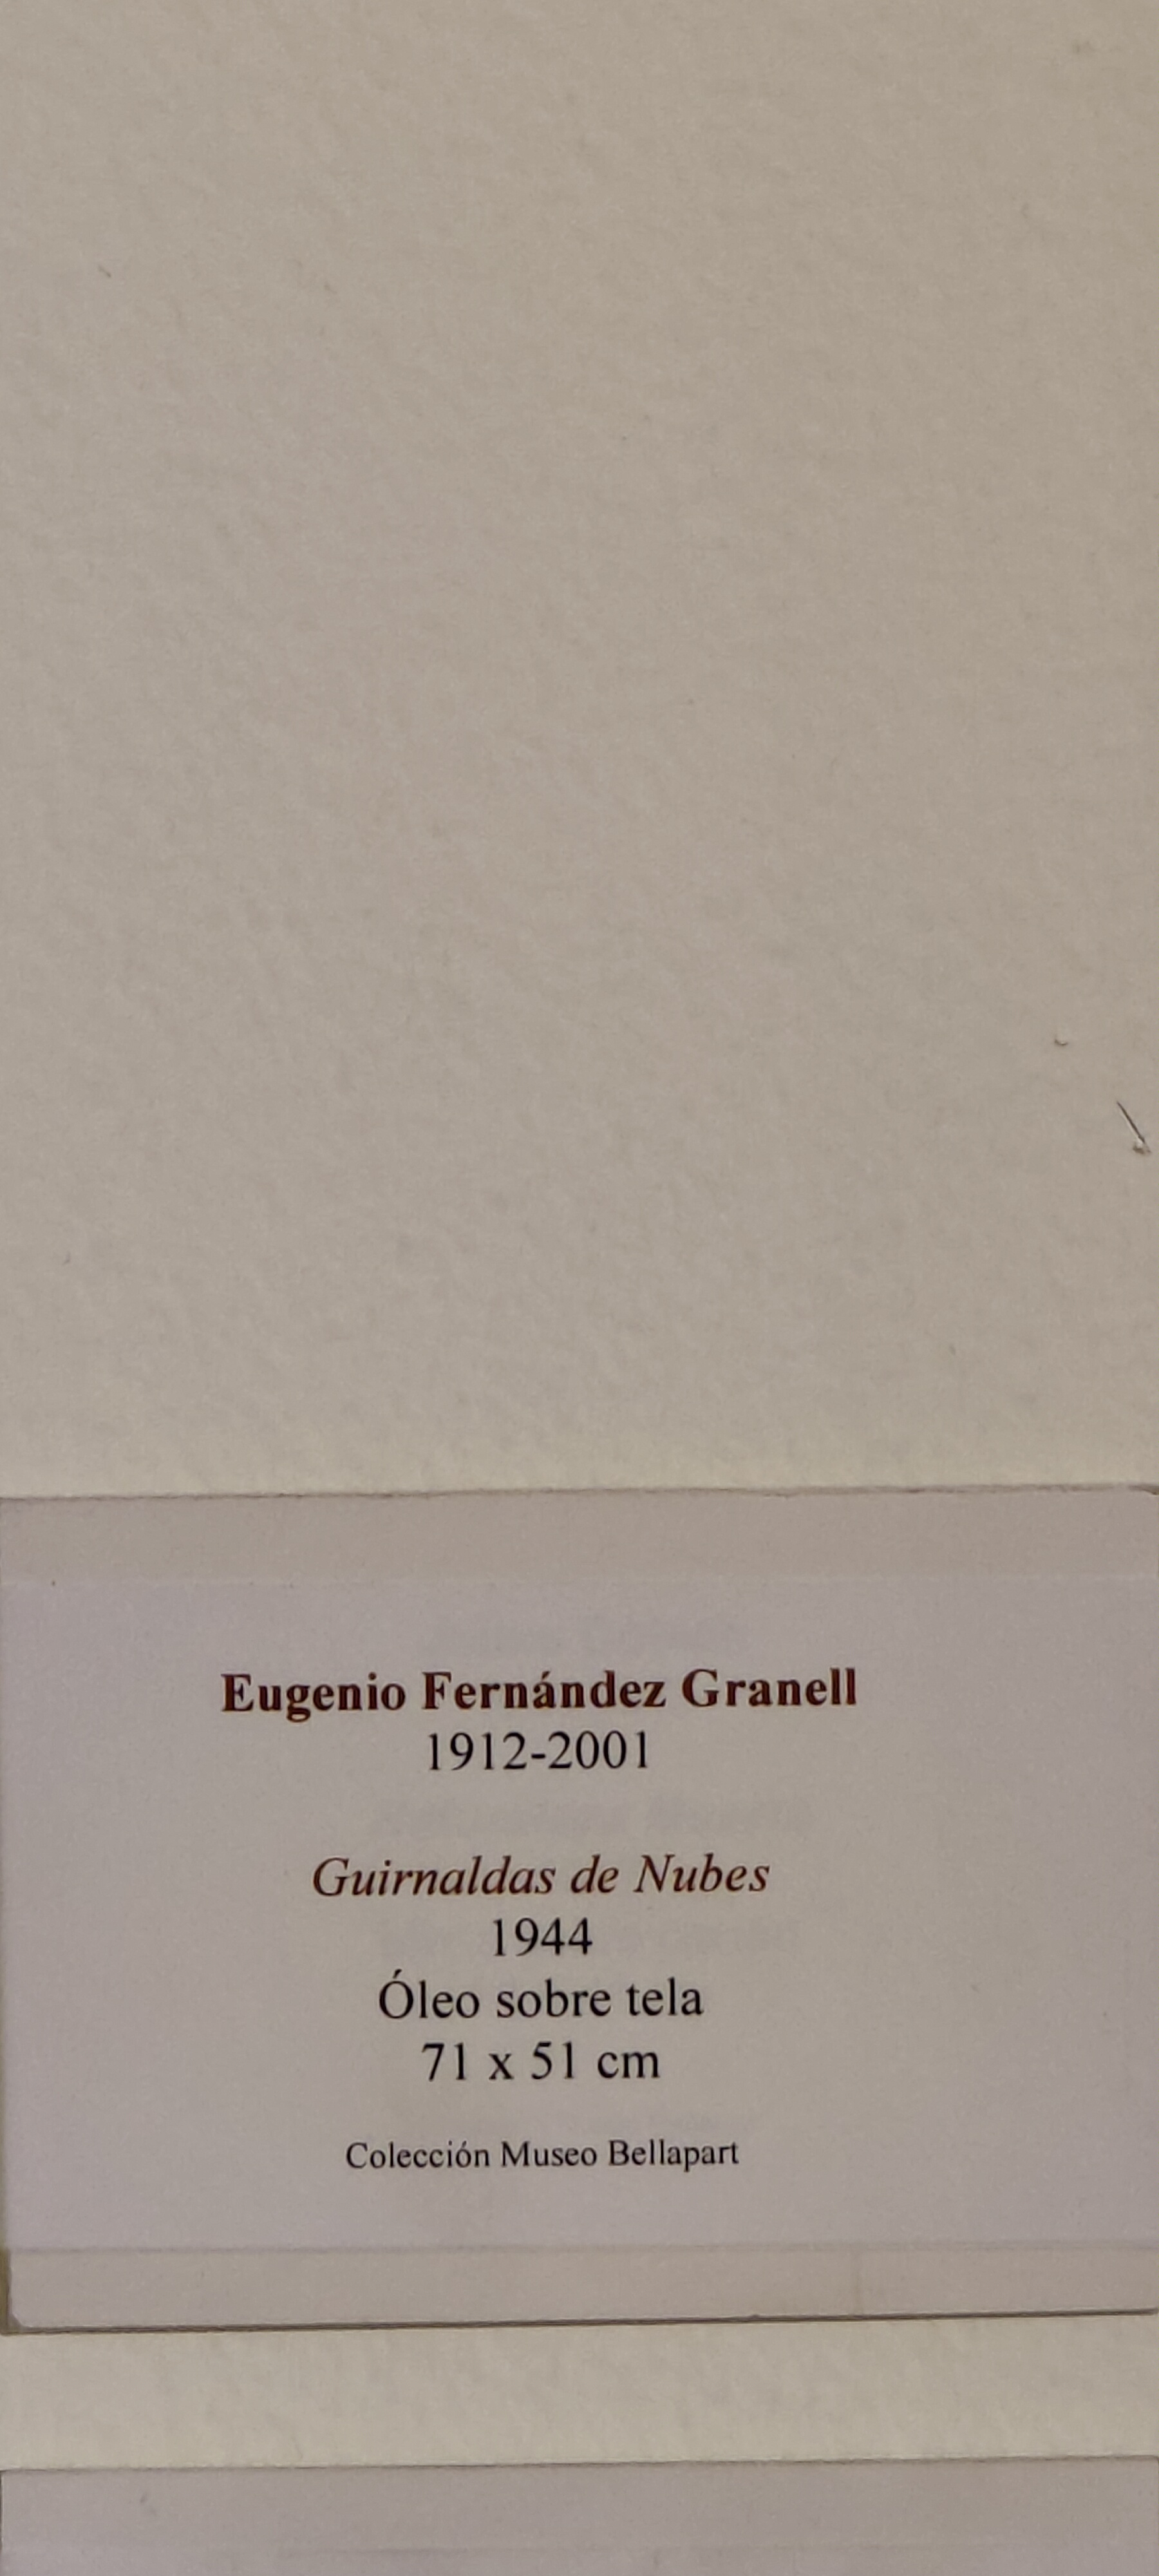 Eugenio Fernández Granell
1912-2001
Guirnaldas de Nubes
1944
Óleo sobre tela
71 x 51 cm
Colección Museo Bellapart